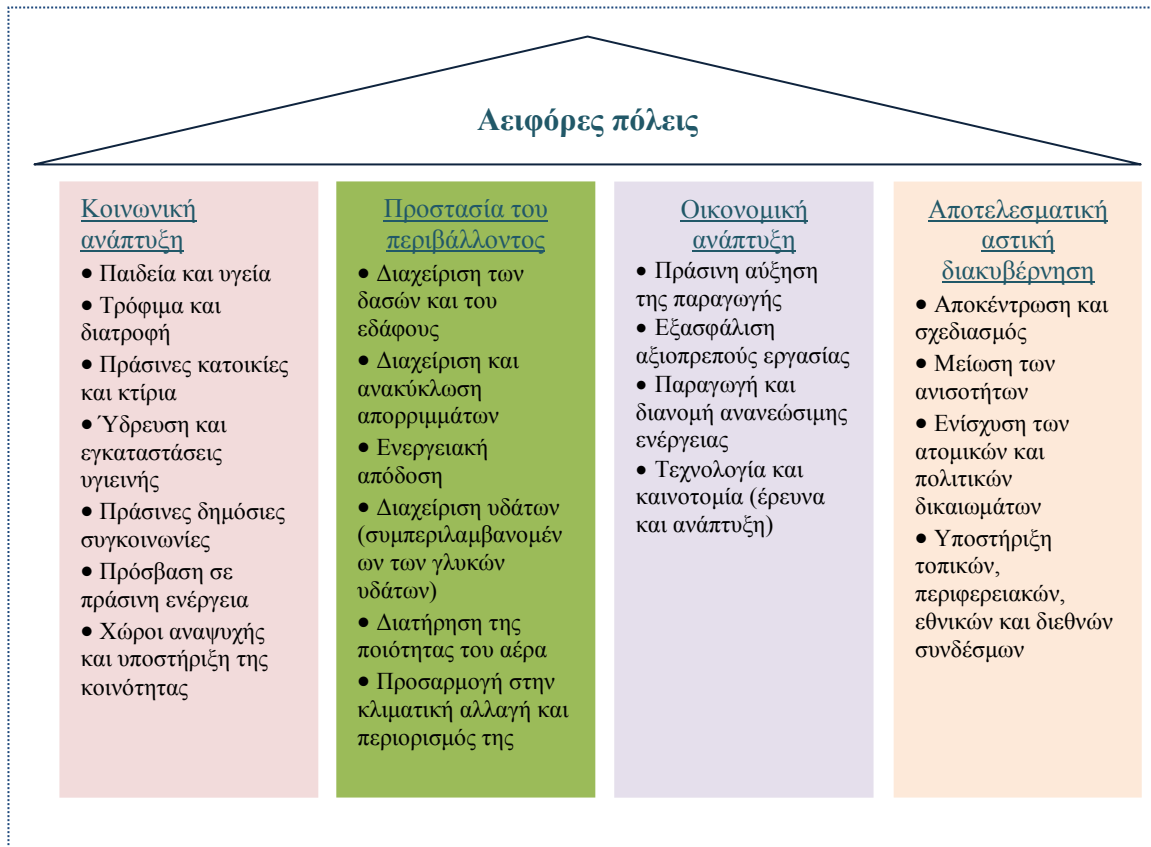 Αειφόρες πόλεις
Κοινωνική
ανάπτυξη
• Παιδεία και υγεία
• Τρόφιμα και
διατροφή
• Πράσινες κατοικίες
και κτίρια
• Ύδρευση και
εγκαταστάσεις
υγιεινής
• Πράσινες δημόσιες
συγκοινωνίες
• Πρόσβαση σε
πράσινη ενέργεια
• Χώροι αναψυχής
και υποστήριξη της
κοινότητας
Προστασία του
περιβάλλοντος
• Διαχείριση των
δασών και του
εδάφους
• Διαχείριση και
ανακύκλωση
απορριμμάτων
• Ενεργειακή
απόδοση
• Διαχείριση υδάτων
(συμπεριλαμβανομέν
ων των γλυκών
υδάτων)
• Διατήρηση της
ποιότητας του αέρα
• Προσαρμογή στην
κλιματική αλλαγή και
περιορισμός της
Οικονομική
ανάπτυξη
• Πράσινη αύξηση
της παραγωγής
• Εξασφάλιση
αξιοπρεπούς εργασίας
• Παραγωγή και
διανομή ανανεώσιμης
ενέργειας
• Τεχνολογία και
καινοτομία (έρευνα
και ανάπτυξη)
Αποτελεσματική
αστική
διακυβέρνηση
• Αποκέντρωση και
σχεδιασμός
• Μείωση των
ανισοτήτων
• Ενίσχυση των
ατομικών και
πολιτικών
δικαιωμάτων
• Υποστήριξη
τοπικών,
περιφερειακών,
εθνικών και διεθνών
συνδέσμων